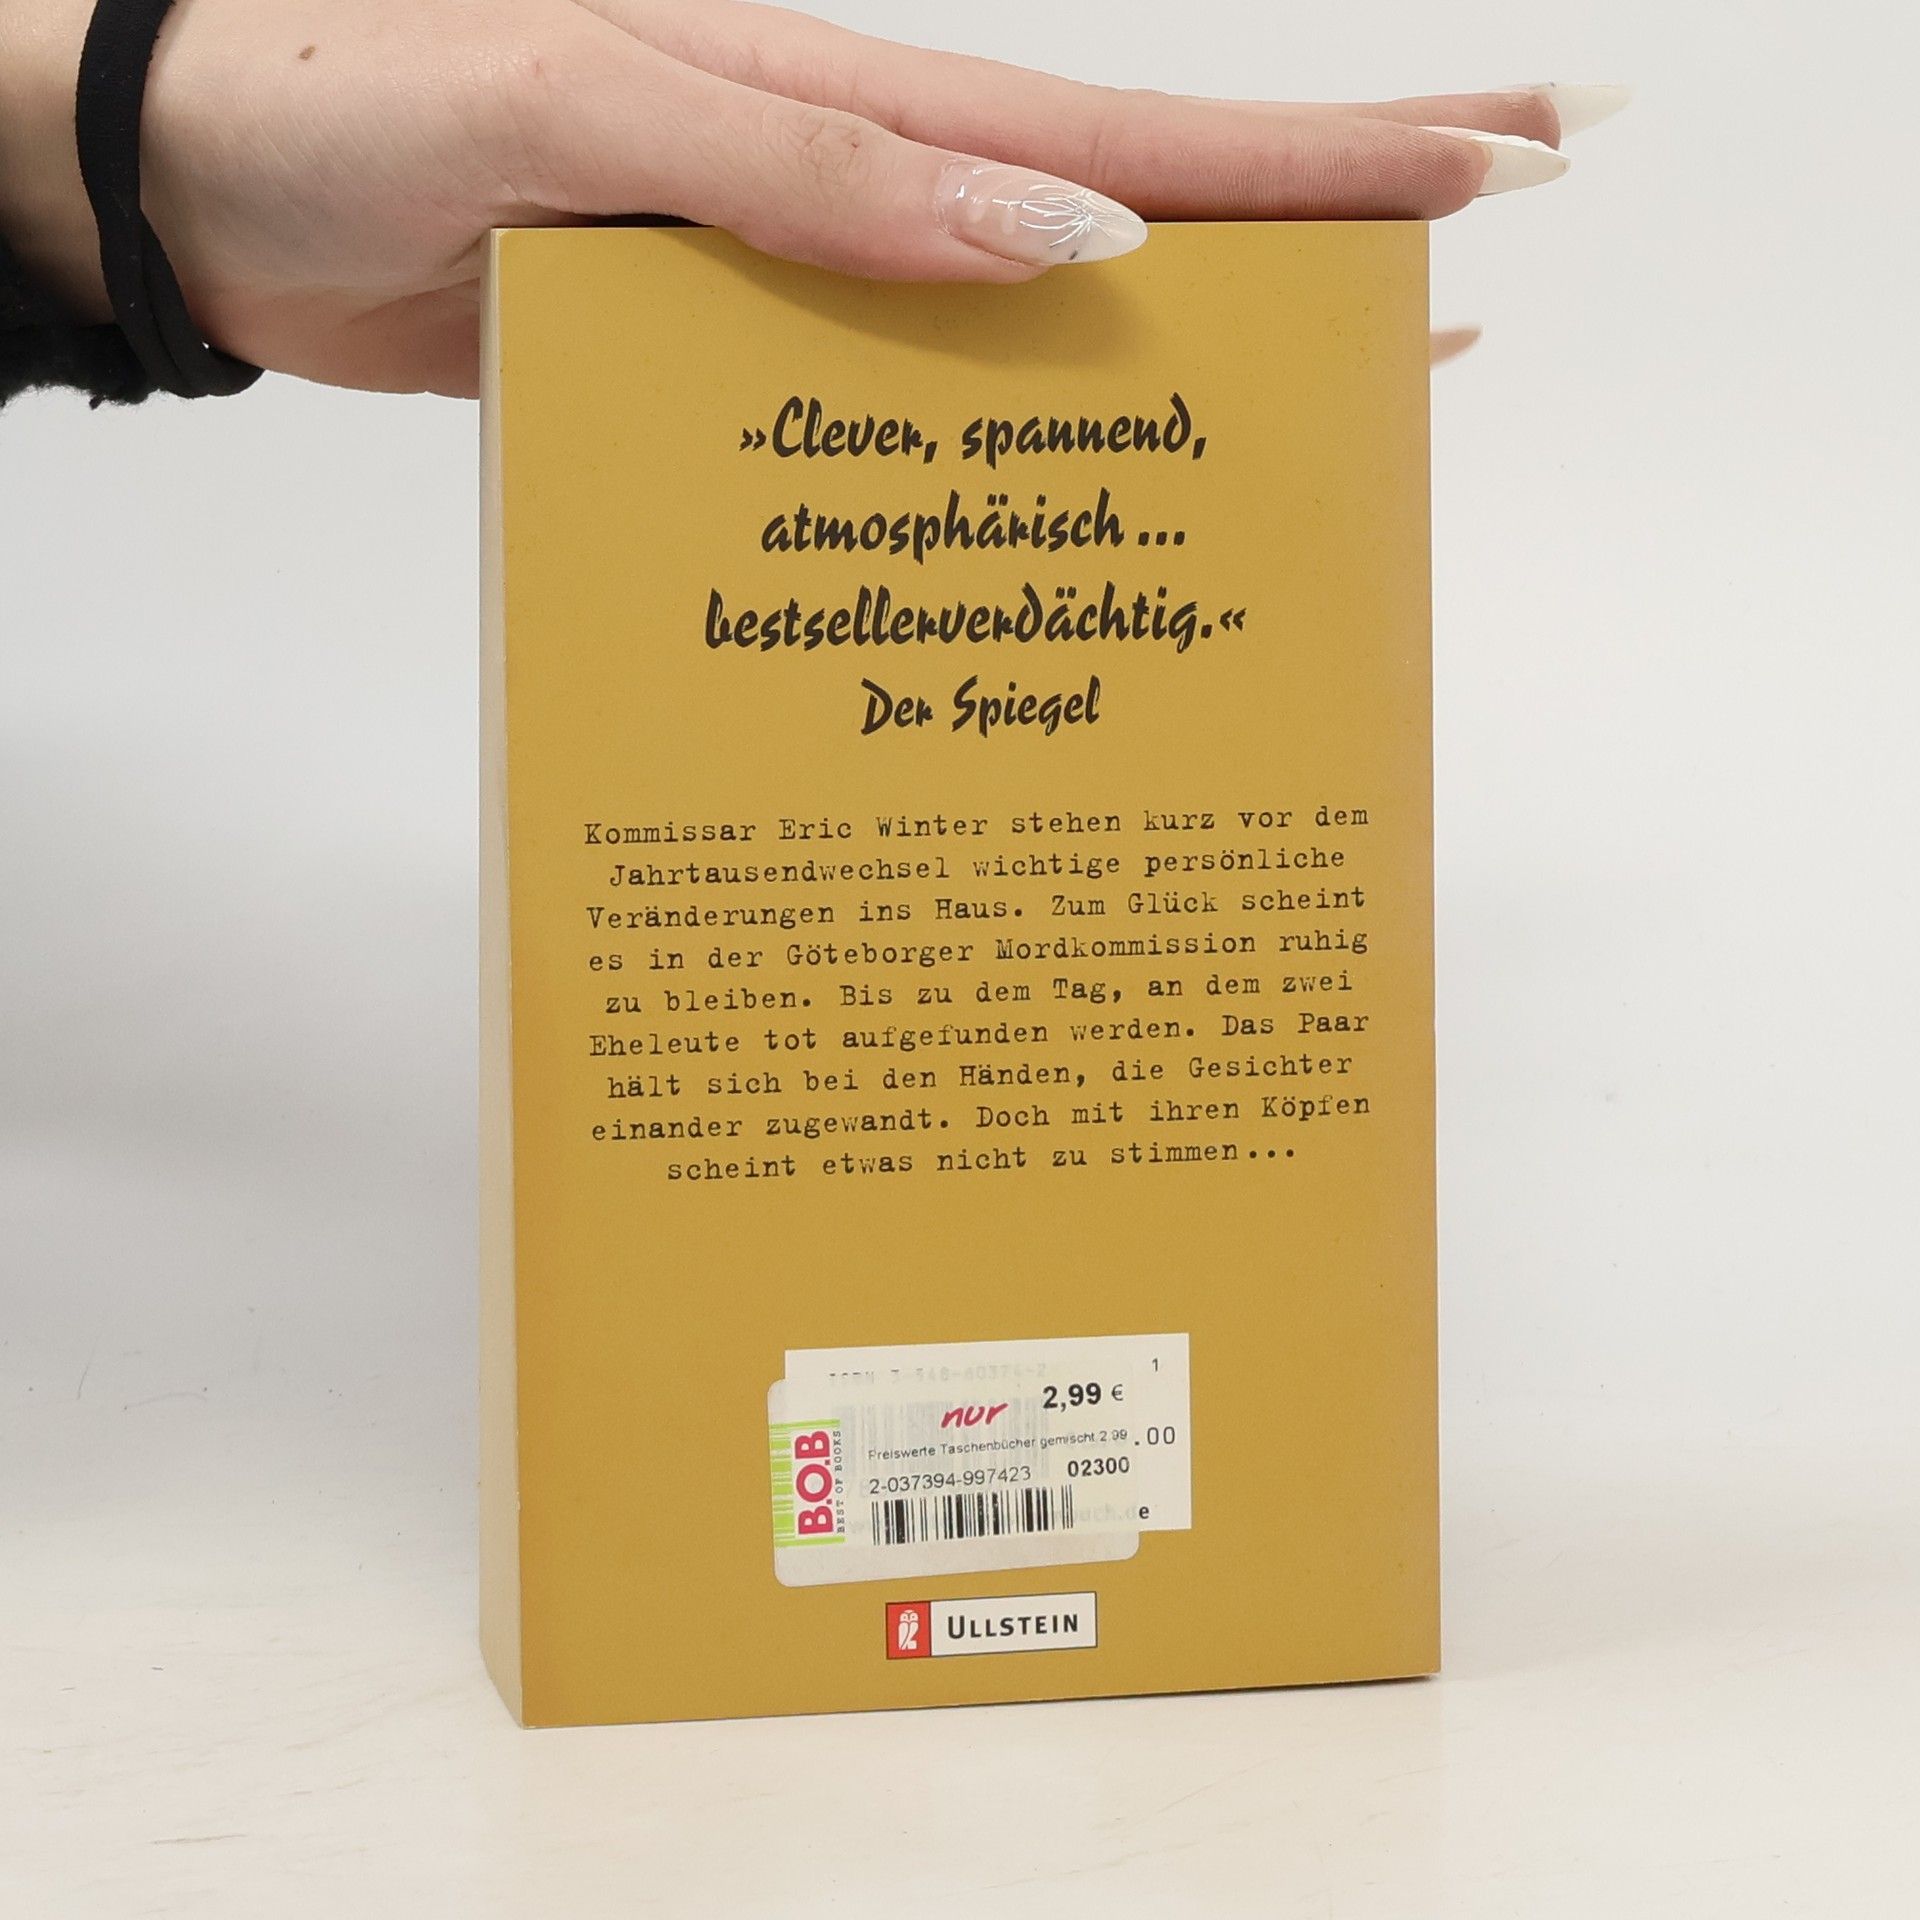 »Clever, spannend,
atmosphärisch...
bestsellerverdächtig.«
Der Spiegel
Kommissar Eric Winter stehen kurz vor dem
Jahrtausendwechsel wichtige persönliche
Veränderungen ins Haus. Zum Glück scheint
es in der Göteborger Mordkommission ruhig
zu bleiben. Bis zu dem Tag, an dem zwei
Eheleute tot aufgefunden werden. Das Paar
hält sich bei den Händen, die Gesichter
einander zugewandt. Doch mit ihren Köpfen
scheint etwas nicht zu stimmen...
1
2,99 €
nur
Preiswerte Taschenbücher gemischt 2.99
.00
2-037394-997423 02300
e
B.O.B
BEST OF BOOKS
ULLSTEIN